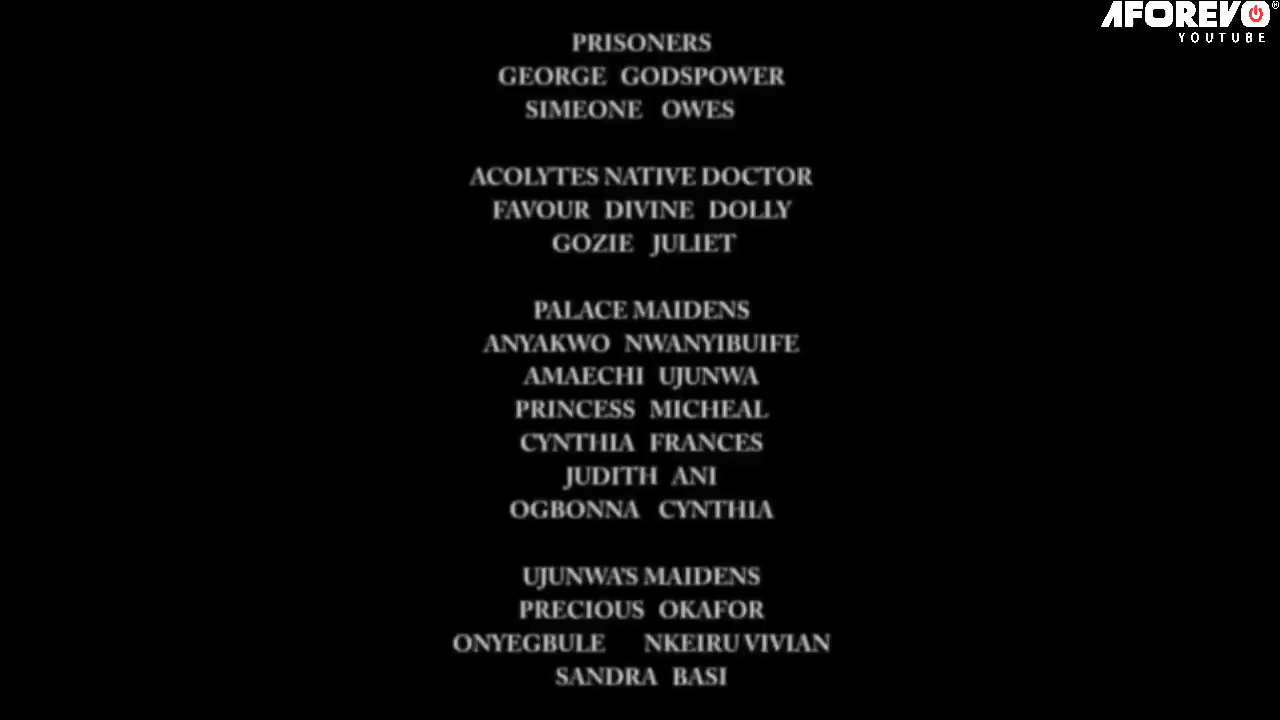 AFOREVO
YOUTUBE
PRISONERS
GEORGE GODSPOWER
SIMEONE OWES
ACOLYTES NATIVE DOCTOR
FAVOUR DIVINE DOLLY
GOZIE JULIET
PALACE MAIDENS
ANYAKWO NWANYIBUIFE
AMAECHI UJUNWA
PRINCESS MICHEAL
CYNTHIA FRANCES
JUDITH ANI
OGBONNA CYNTHIA
UJUNWA'S MAIDENS
PRECIOUS OKAFOR
ONYEGBULE NKEIRU VIVIAN
SANDRA BASI